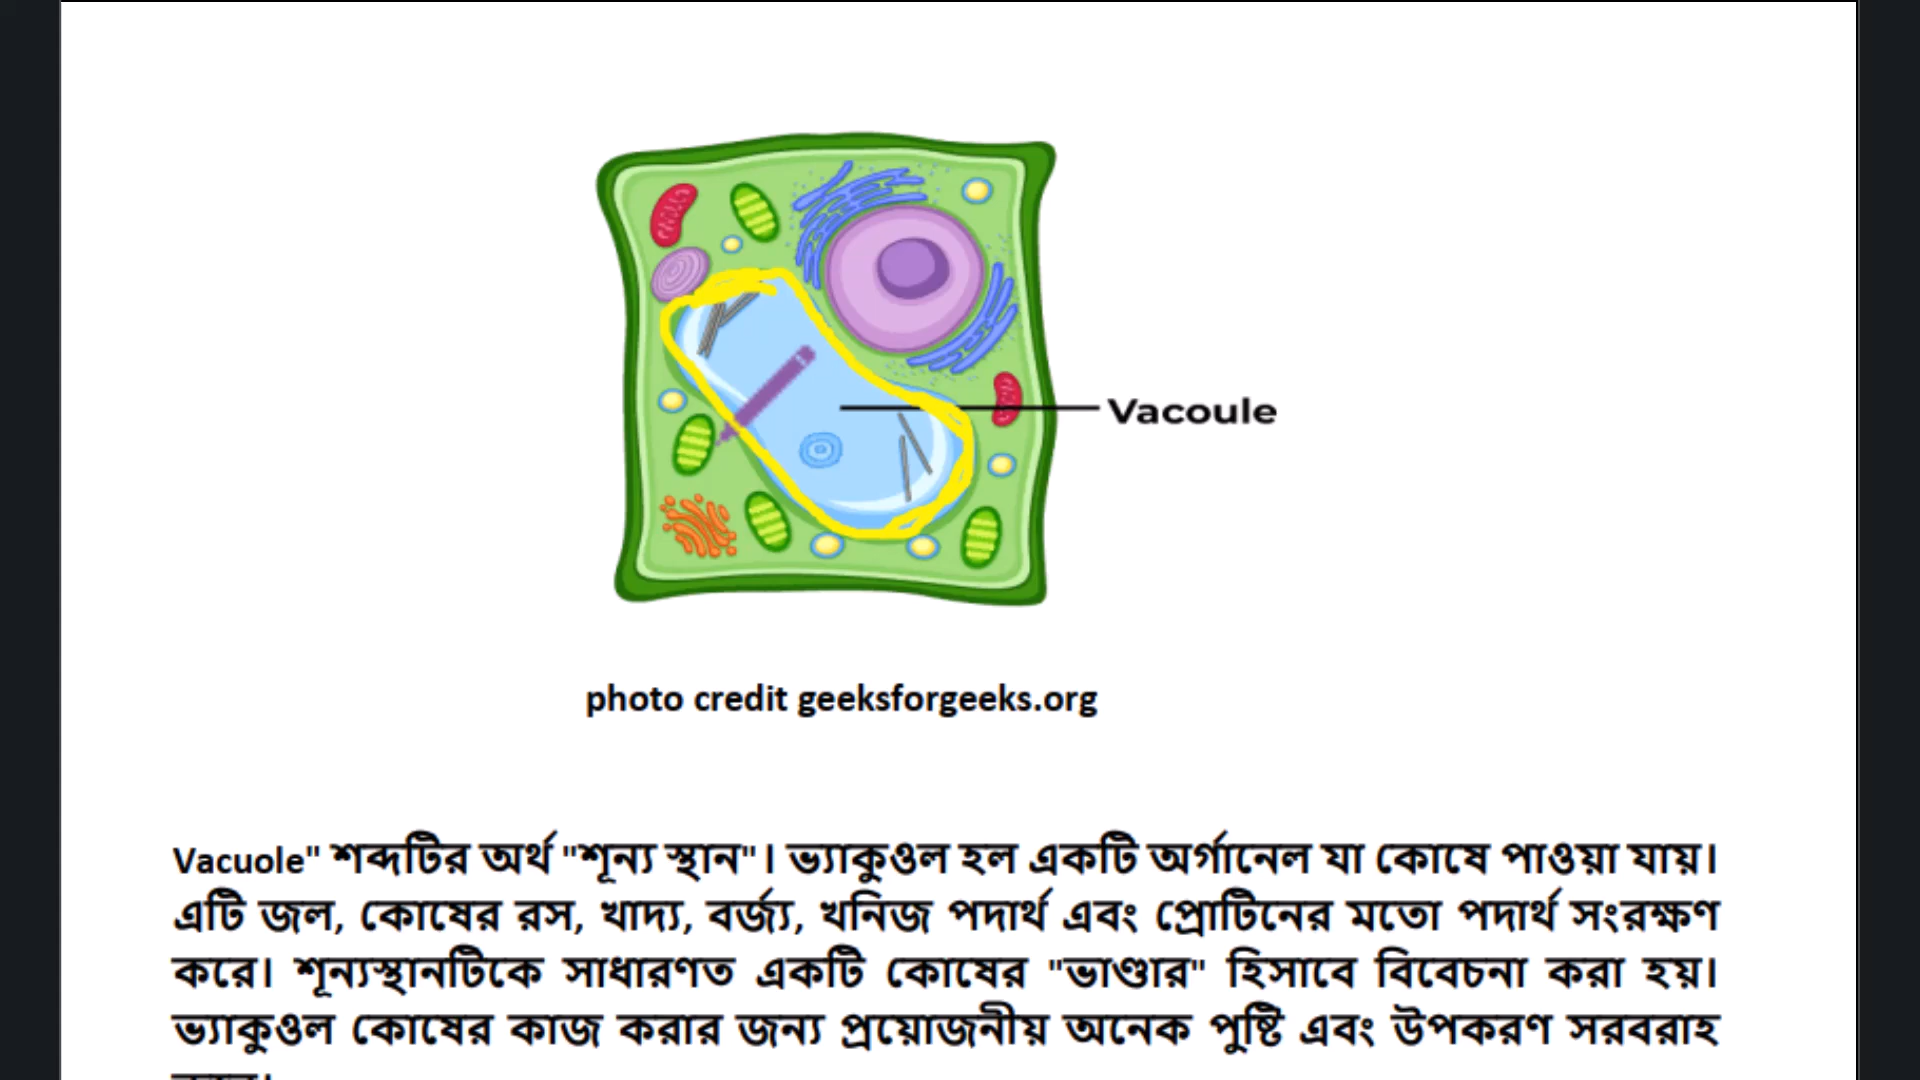 Vacoule
photo credit geeksforgeeks.org
Vacuole" শব্দটির অর্থ "শূন্য স্থান"। ভ্যাকুওল হল একটি অর্গানেল যা কোষে পাওয়া যায়।
এটি জল, কোষের রস, খাদ্য, বর্জ্য, খনিজ পদার্থ এবং প্রোটিনের মতো পদার্থ সংরক্ষণ
করে। শূন্যস্থানটিকে সাধারণত একটি কোষের "ভাণ্ডার" হিসাবে বিবেচনা করা হয়।
ভ্যাকুওল কোষের কাজ করার জন্য প্রয়োজনীয় অনেক পুষ্টি এবং উপকরণ সরবরাহ